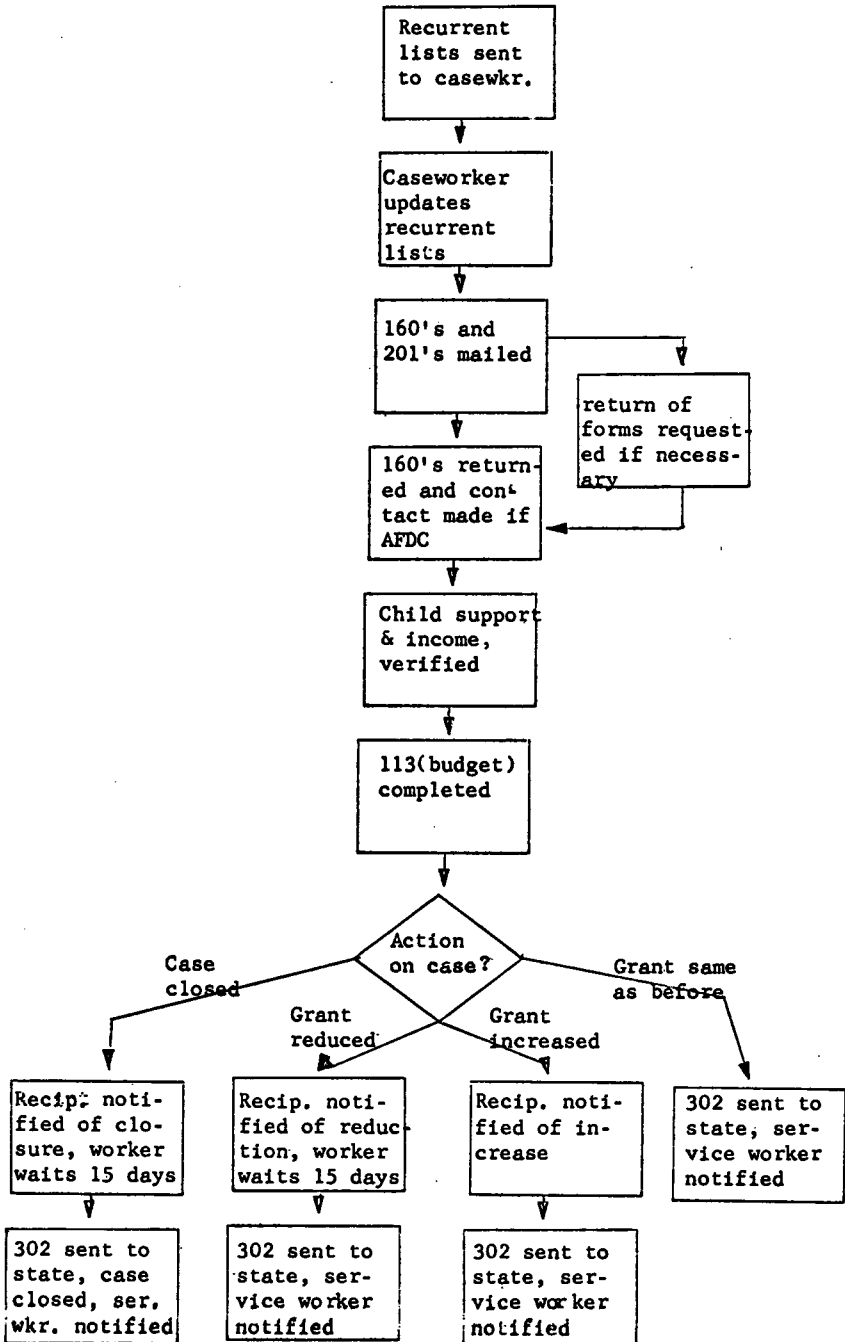 Recurrent
lists sent
to casewkr.
Caseworker
updates
recurrent
lists
160's and
201's mailed
return of
forms request-
ed if necess-
ary
160's return-
ed and con-
tact made if
AFDC
Child support
& income,
verified
113(budget)
completed
Action
on case?
Case
closed
Grant
reduced
Grant
increased
Grant same
as before
Recip. noti-
fied of clo-
sure, worker
waits 15 days
Recip. noti-
fied of reduc-
tion, worker
waits 15 days
Recip. noti-
fied of in-
crease
302 sent to
state, ser-
vice worker
notified
302 sent to
state, case
closed, ser.
wkr. notified
302 sent to
state, ser-
vice worker
notified
302 sent to
state, ser-
vice worker
notified